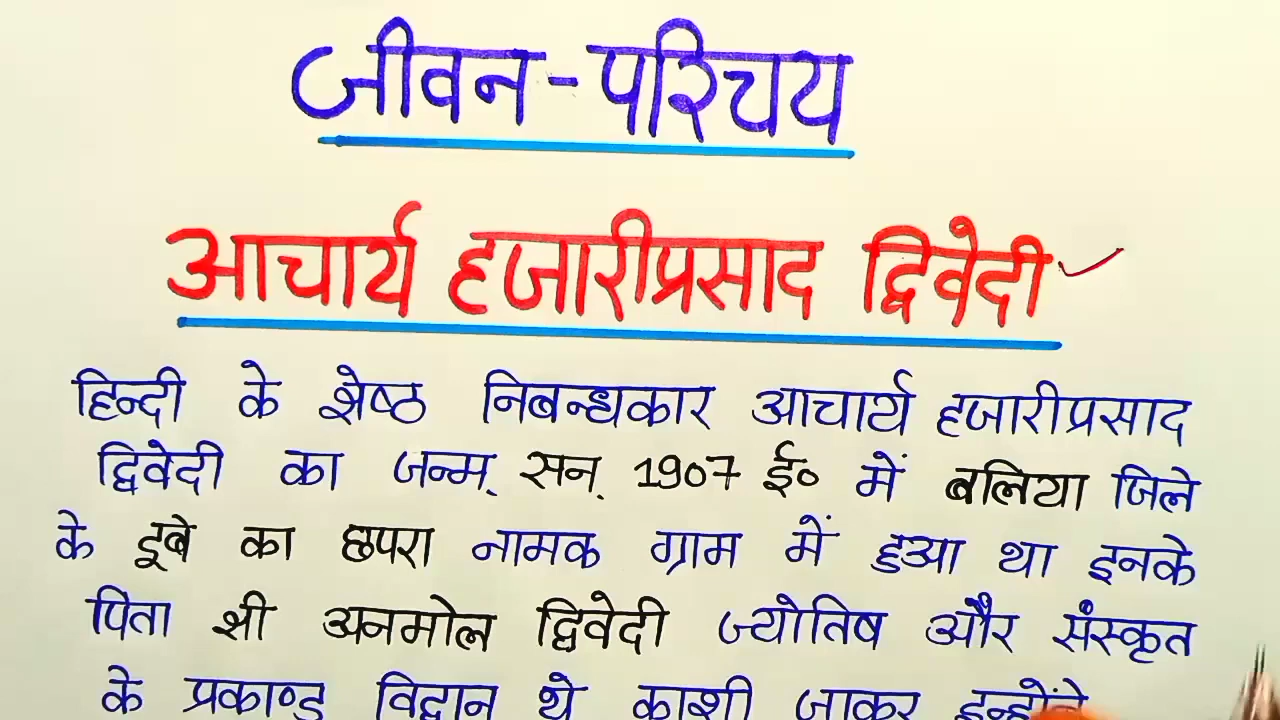 जीवन-परिचय
आचार्य हजारीप्रसाद द्विवेदी
हिन्दी के श्रेष्ठ निबन्धकार आचार्य हजारीप्रसाद
द्विवेदी का जन्म् सन् 1907 ई० में बलिया जिले
के दूबे का छपरा नामक ग्राम में हुआ था इनके
पिता श्री अनमोल द्विवेदी ज्योतिष और संस्कृत
के प्रकाण्ड विद्वान थे काशी जाकर इन्होंने